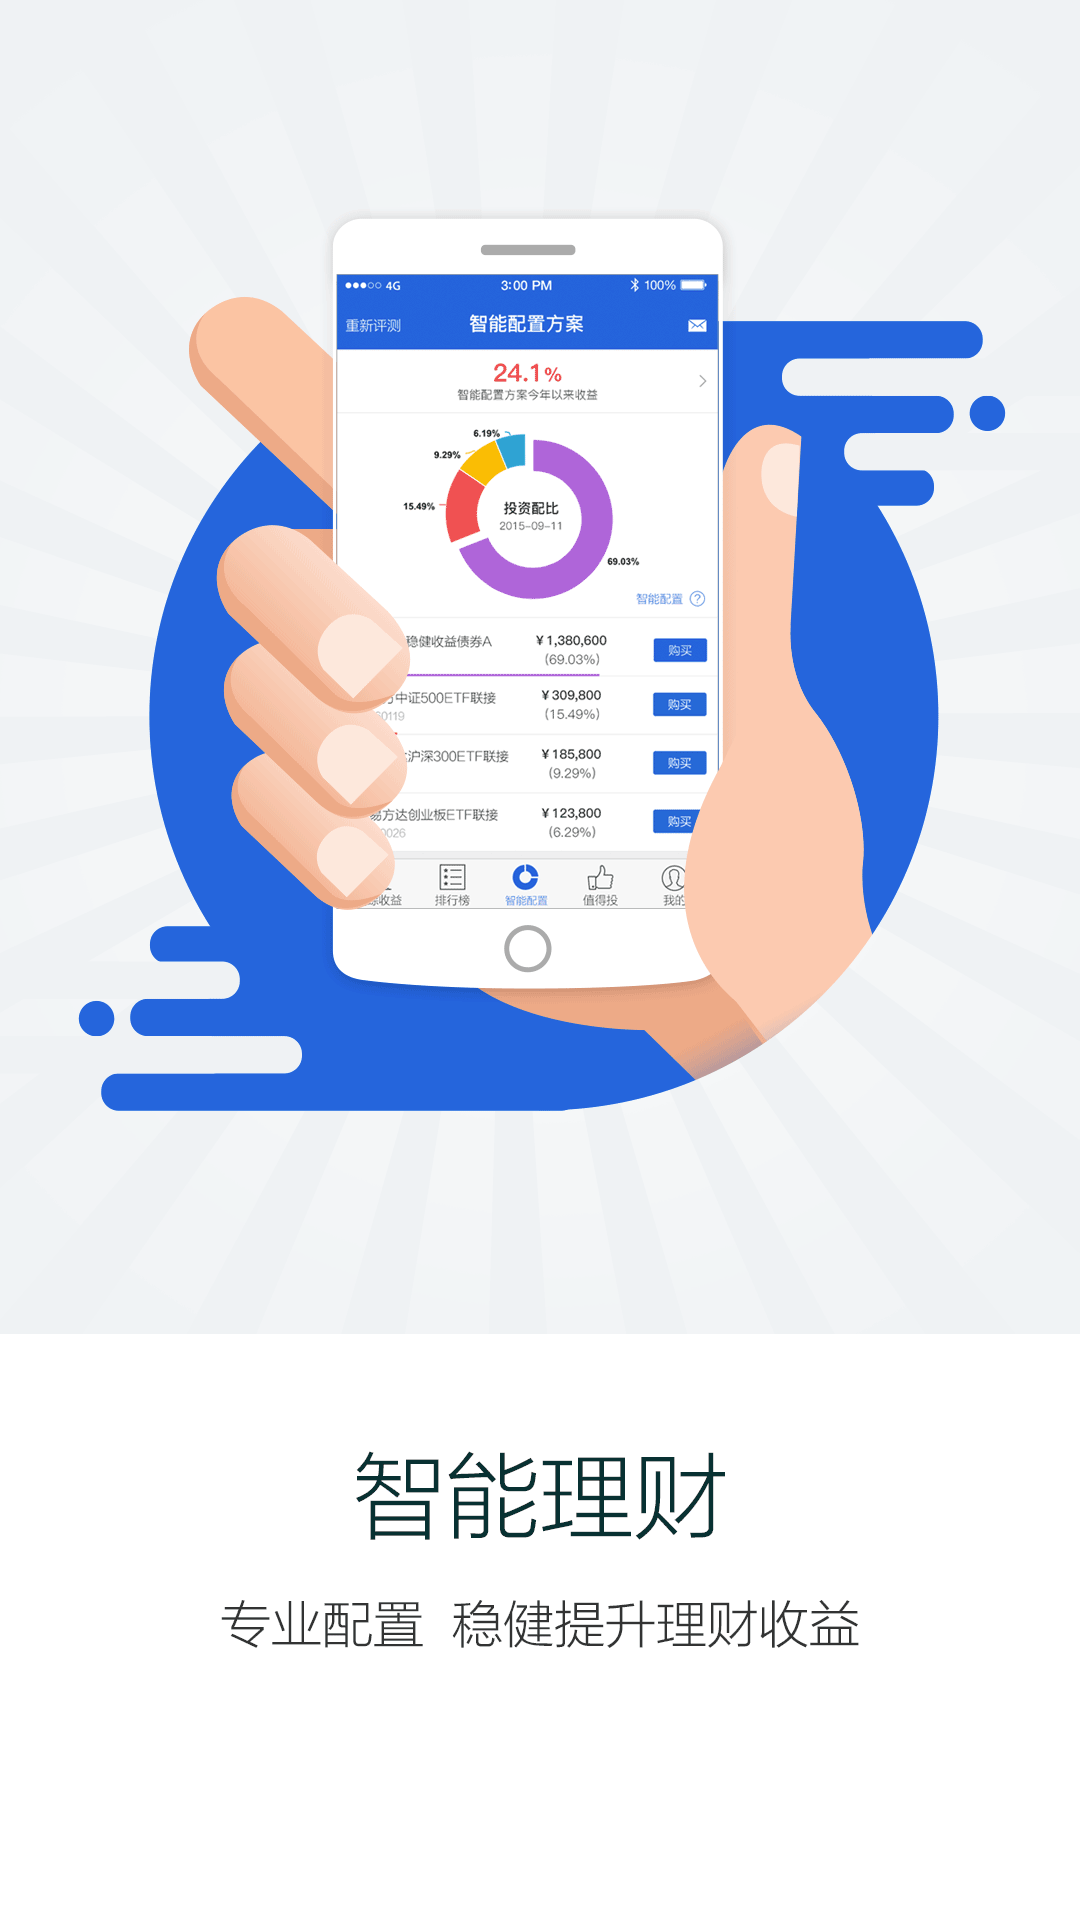 4G 3:00 PM 100%
重新评测 智能配置方案
24.1%
智能配置方案今年以来收益
6.19%
9.29%
15.49%
投资配比
2015-09-11
69.03%
智能配置 ?
稳健收益债券A ¥1,380,600 购买
(69.03%)
中证500ETF联接 ¥309,800 购买
0119 (15.49%)
沪深300ETF联接 ¥185,800 购买
(9.29%)
易方达创业板ETF联接 ¥123,800 购买
0026 (6.29%)
收益 排行榜 智能配置 值得投 我的
智能理财
专业配置 稳健提升理财收益